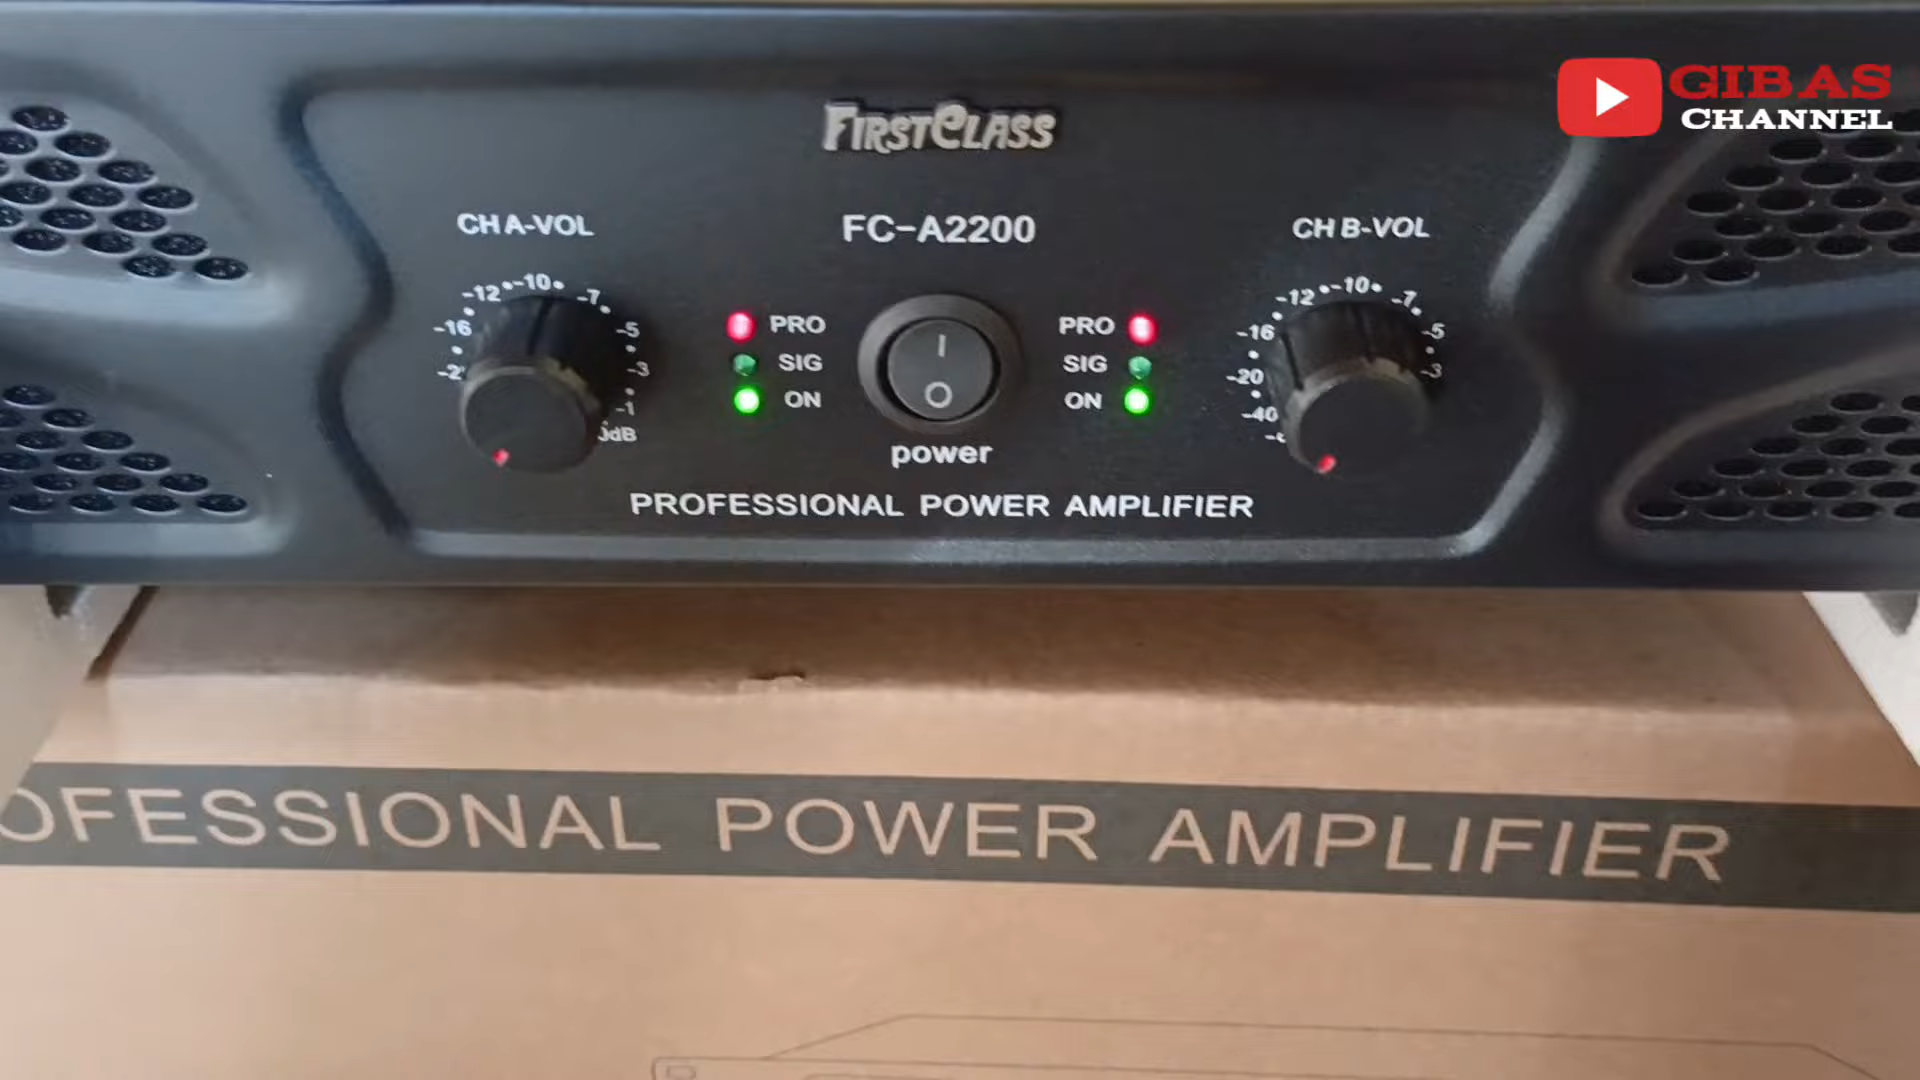 GIBAS
CHANNEL
FIRSTCLASS
CH A-VOL
FC-A2200
CH B-VOL
-12 -10 -7
-16 -5
-3
-1
PRO
SIG
ON
PRO
SIG
ON
-12 -10 -7
-16 -5
-20 -3
-40
power
PROFESSIONAL POWER AMPLIFIER
POWER AMPLIFIER